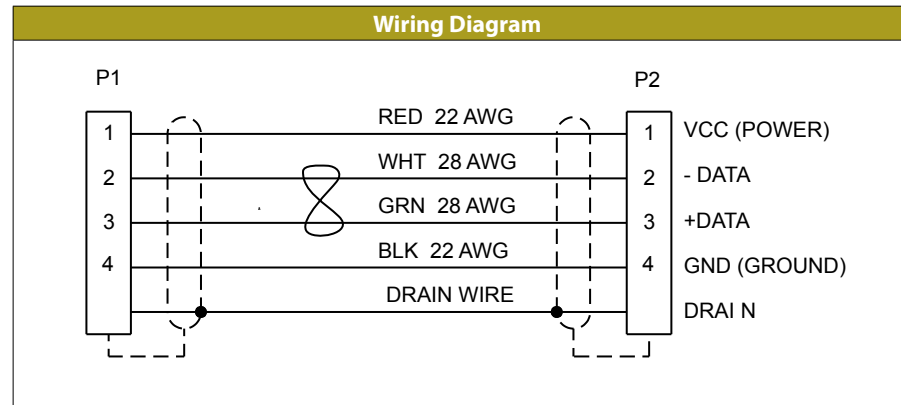 Wiring Diagram
P1
P2
1
RED 22 AWG
1
VCC (POWER)
2
WHT 28 AWG
2
- DATA
3
GRN 28 AWG
3
+DATA
4
BLK 22 AWG
4
GND (GROUND)
DRAIN WIRE
DRAI N